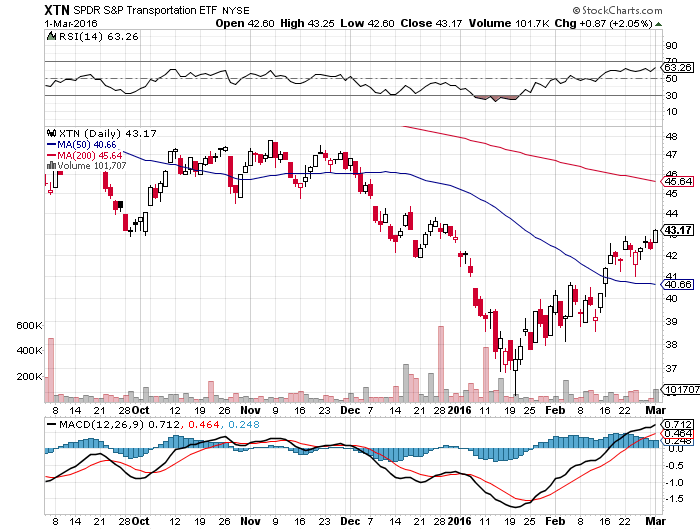 XTN SPDR S&P Transportation ETF NYSE © StockCharts.com
1-Mar-2016 Open 42.60 High 43.25 Low 42.60 Close 43.17 Volume 101.7K Chg +0.87 (+2.05%)
RSI(14) 63.26
90
70
63.26
50
30
10
XTN (Daily) 43.17
MA(50) 40.66
MA(200) 45.64
Volume 101,707
48
47
46
45.64
45
44
43.17
43
42
41
40.66
40
39
38
37
36
600K
400K
200K
101707
8 14 21 28 Oct 12 19 26 Nov 9 16 23 Dec 7 14 21 28 2016 11 19 25 Feb 8 16 22 Mar
MACD(12,26,9) 0.712, 0.464, 0.248
0.712
0.464
0.248
0.0
-0.5
-1.0
-1.5
8 14 21 28 Oct 12 19 26 Nov 9 16 23 Dec 7 14 21 28 2016 11 19 25 Feb 8 16 22 Mar